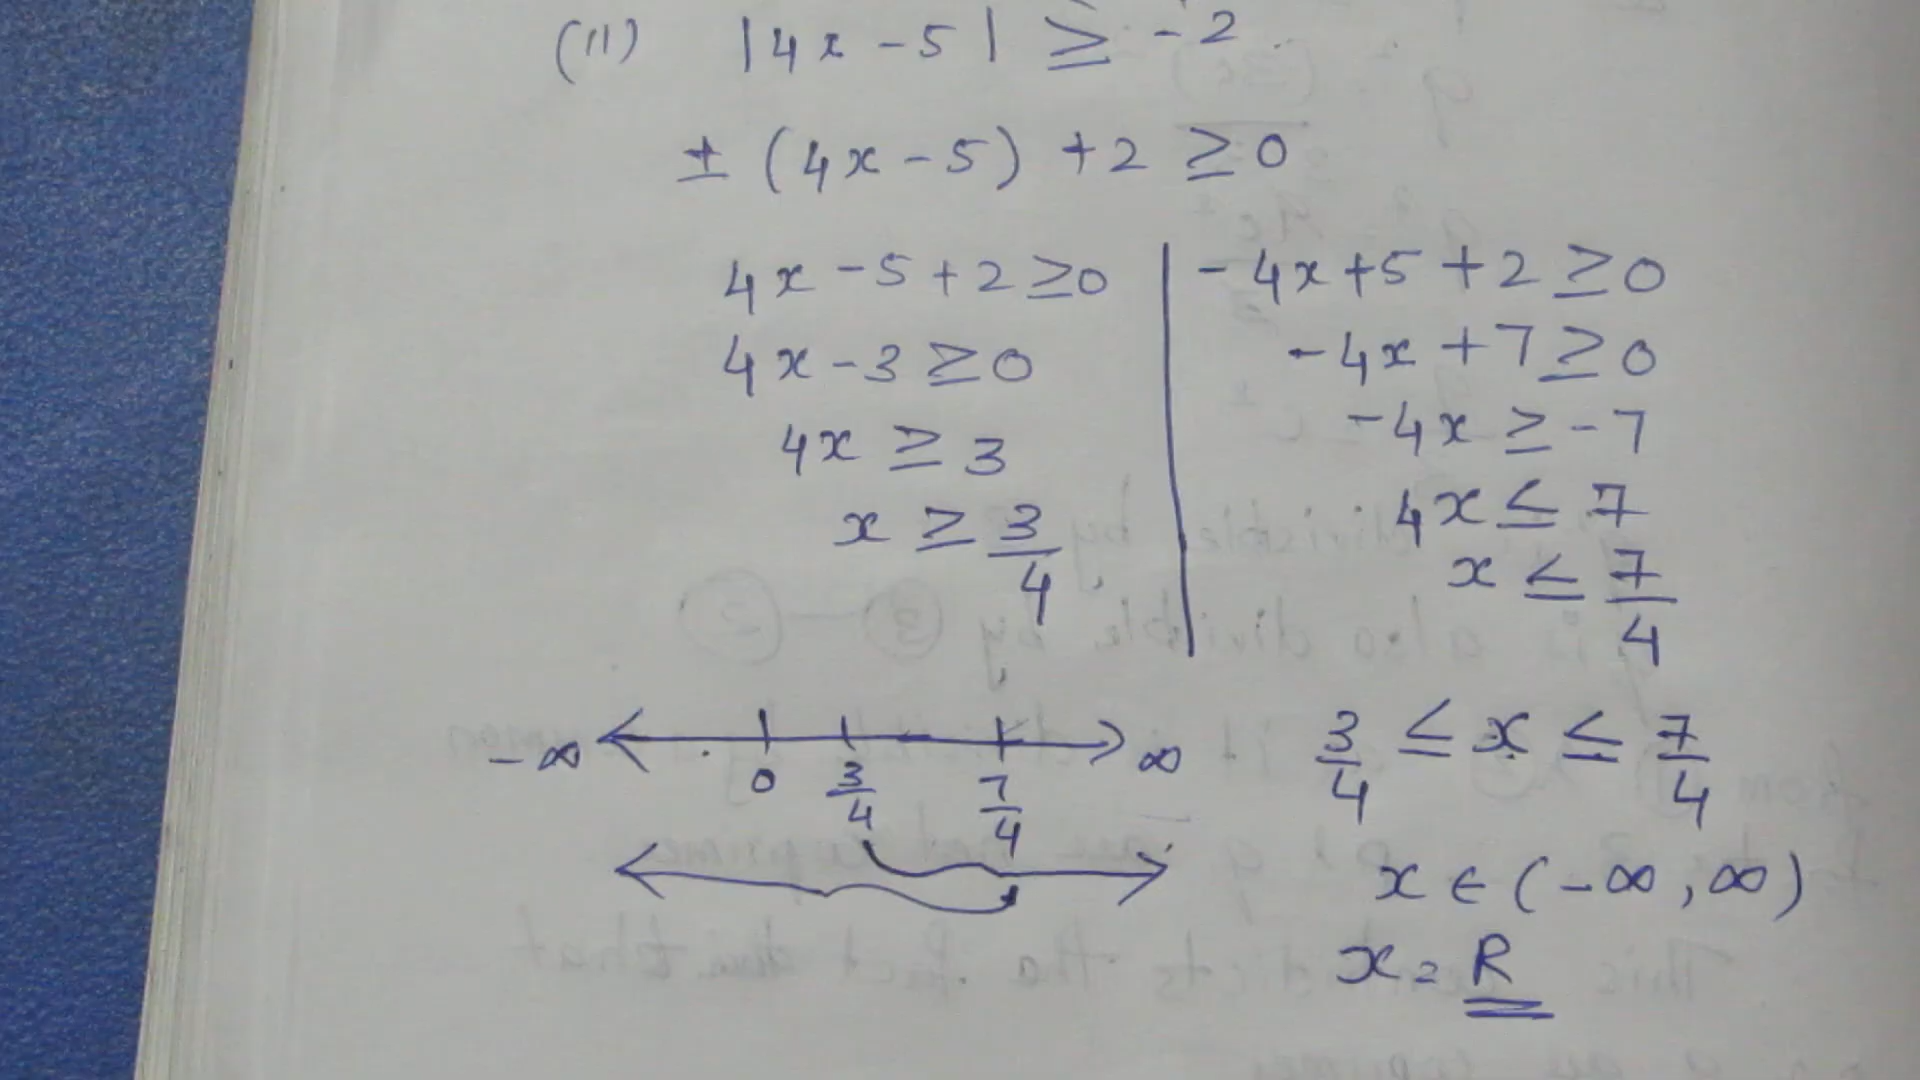 (11) |4x - 5| ≥ -2
± (4x - 5) + 2 ≥ 0
4x - 5 + 2 ≥ 0
4x - 3 ≥ 0
4x ≥ 3
x ≥ 3/4
- 4x + 5 + 2 ≥ 0
- 4x + 7 ≥ 0
- 4x ≥ - 7
4x ≤ 7
x ≤ 7/4
- ∞ 0 3/4 7/4 ∞
3/4 ≤ x ≤ 7/4
x ∈ (- ∞, ∞)
x = R